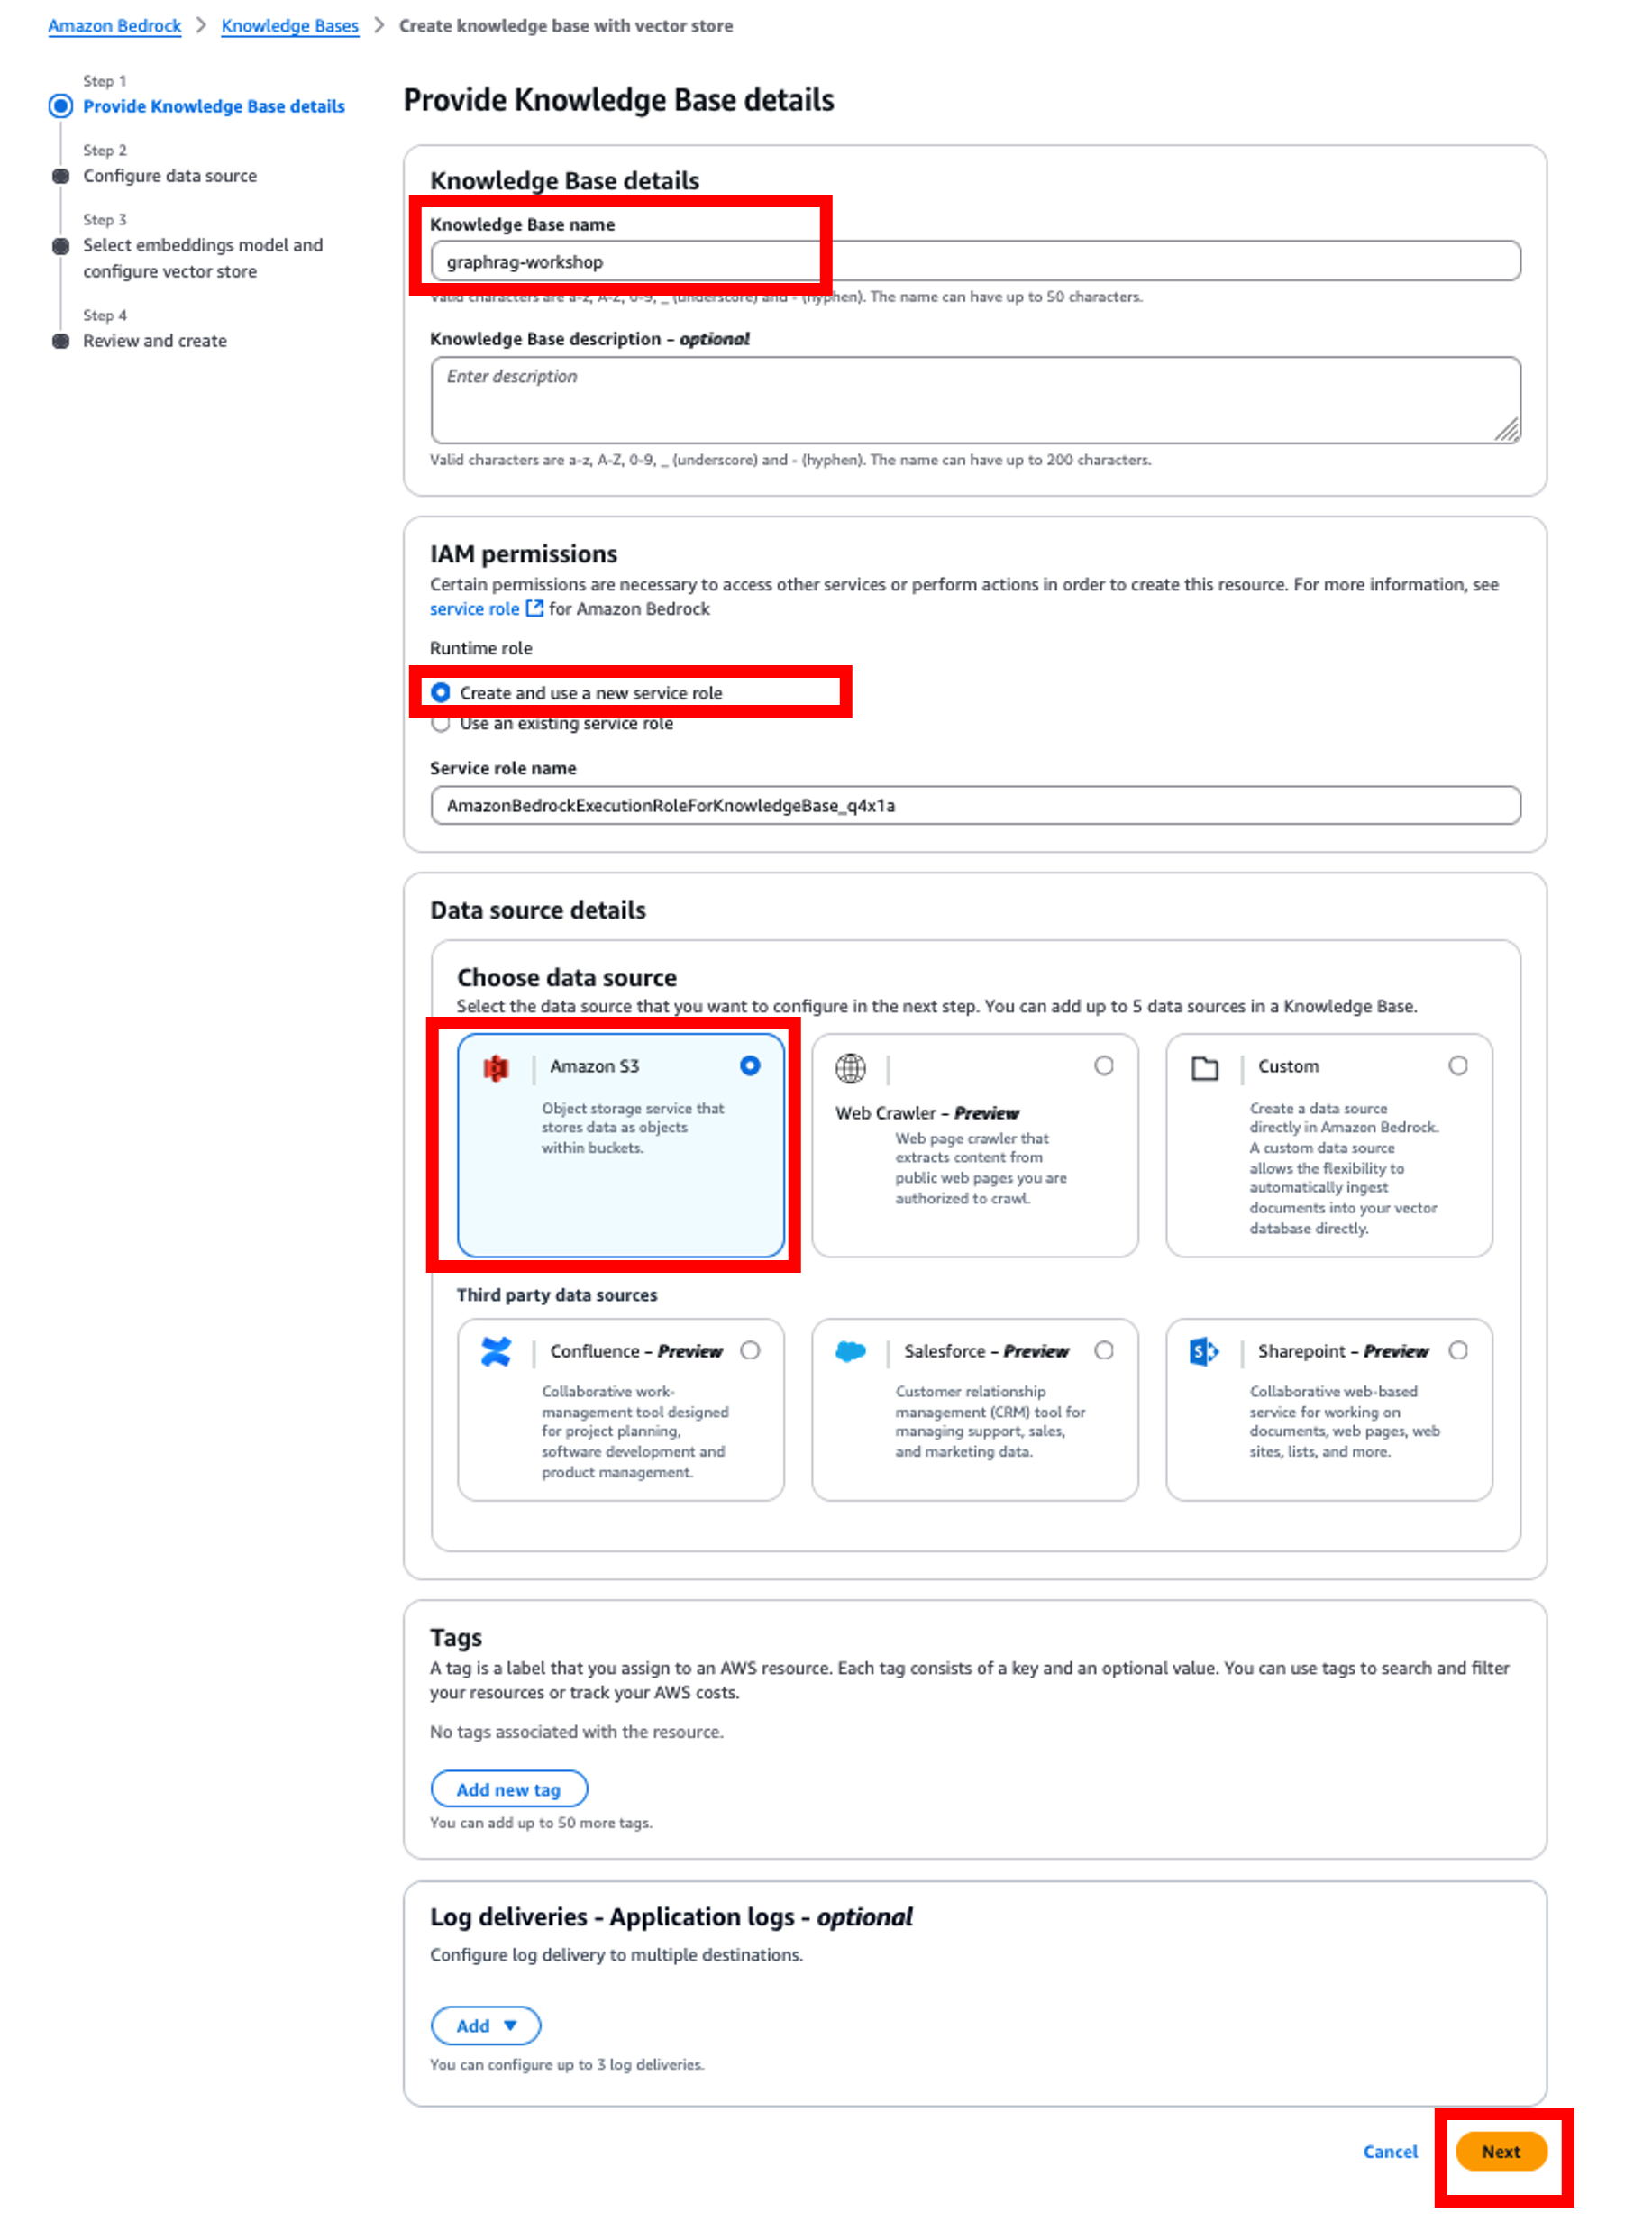 Amazon Bedrock > Knowledge Bases > Create knowledge base with vector store
Step 1
Provide Knowledge Base details
Step 2
Configure data source
Step 3
Select embeddings model and
configure vector store
Step 4
Review and create
Provide Knowledge Base details
Knowledge Base details
Knowledge Base name
graphrag-workshop
Valid characters are a-z, A-Z, 0-9, _ (underscore) and - (hyphen). The name can have up to 50 characters.
Knowledge Base description - optional
Enter description
Valid characters are a-z, A-Z, 0-9, _ (underscore) and - (hyphen). The name can have up to 200 characters.
IAM permissions
Certain permissions are necessary to access other services or perform actions in order to create this resource. For more information, see
service role for Amazon Bedrock
Runtime role
Create and use a new service role
Use an existing service role
Service role name
AmazonBedrockExecutionRoleForKnowledgeBase_q4x1a
Data source details
Choose data source
Select the data source that you want to configure in the next step. You can add up to 5 data sources in a Knowledge Base.
Amazon S3
Object storage service that
stores data as objects
within buckets.
Web Crawler - Preview
Web page crawler that
extracts content from
public web pages you are
authorized to crawl.
Custom
Create a data source
directly in Amazon Bedrock.
A custom data source
allows the flexibility to
automatically ingest
documents into your vector
database directly.
Third party data sources
Confluence - Preview
Collaborative work-
management tool designed
for project planning,
software development and
product management.
Salesforce - Preview
Customer relationship
management (CRM) tool for
managing support, sales,
and marketing data.
Sharepoint - Preview
Collaborative web-based
service for working on
documents, web pages, web
sites, lists, and more.
Tags
A tag is a label that you assign to an AWS resource. Each tag consists of a key and an optional value. You can use tags to search and filter
your resources or track your AWS costs.
No tags associated with the resource.
Add new tag
You can add up to 50 more tags.
Log deliveries - Application logs - optional
Configure log delivery to multiple destinations.
Add
You can configure up to 3 log deliveries.
Cancel
Next